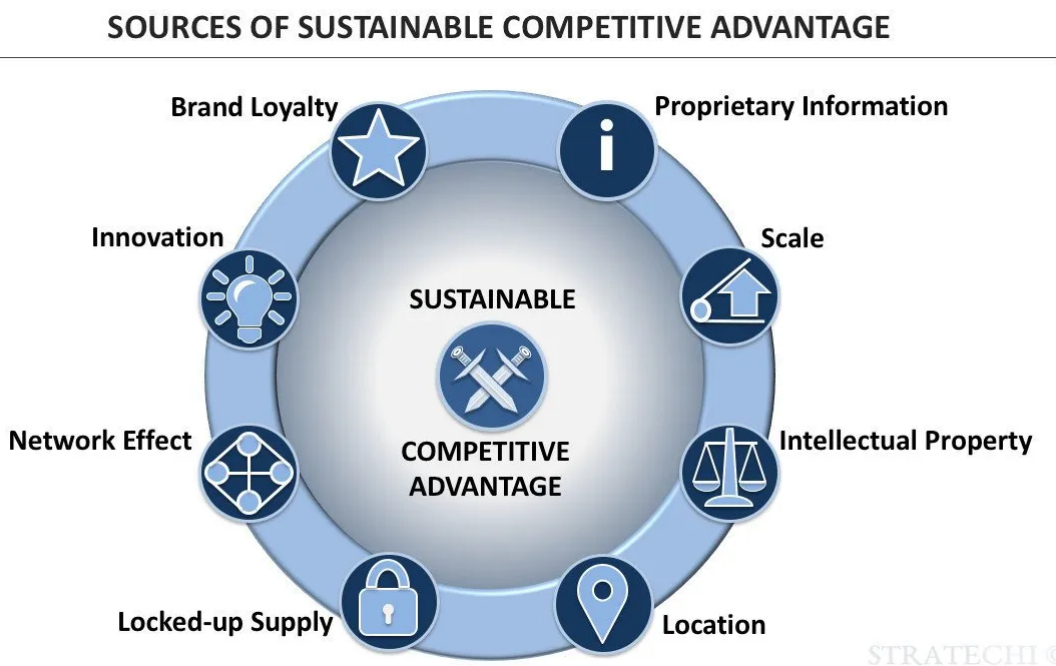 SOURCES OF SUSTAINABLE COMPETITIVE ADVANTAGE
Brand Loyalty
Proprietary Information
Innovation
Scale
SUSTAINABLE
COMPETITIVE
ADVANTAGE
Network Effect
Intellectual Property
Locked-up Supply
Location
STRATECHI ©